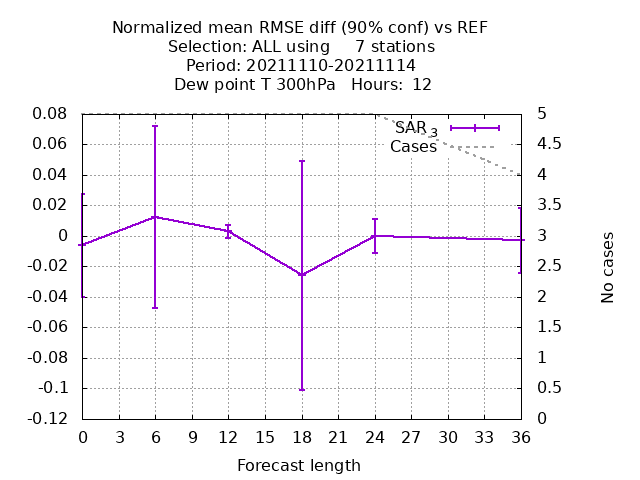 Normalized mean RMSE diff (90% conf) vs REF
Selection: ALL using     7 stations
Period: 20211110-20211114
Dew point T 300hPa   Hours:  12
0.08
0.06
0.04
0.02
0
-0.02
-0.04
-0.06
-0.08
-0.1
-0.12
SAR 3
Cases
5
4.5
4
3.5
3
2.5
2
1.5
1
0.5
0
No cases
0 3 6 9 12 15 18 21 24 27 30 33 36
Forecast length